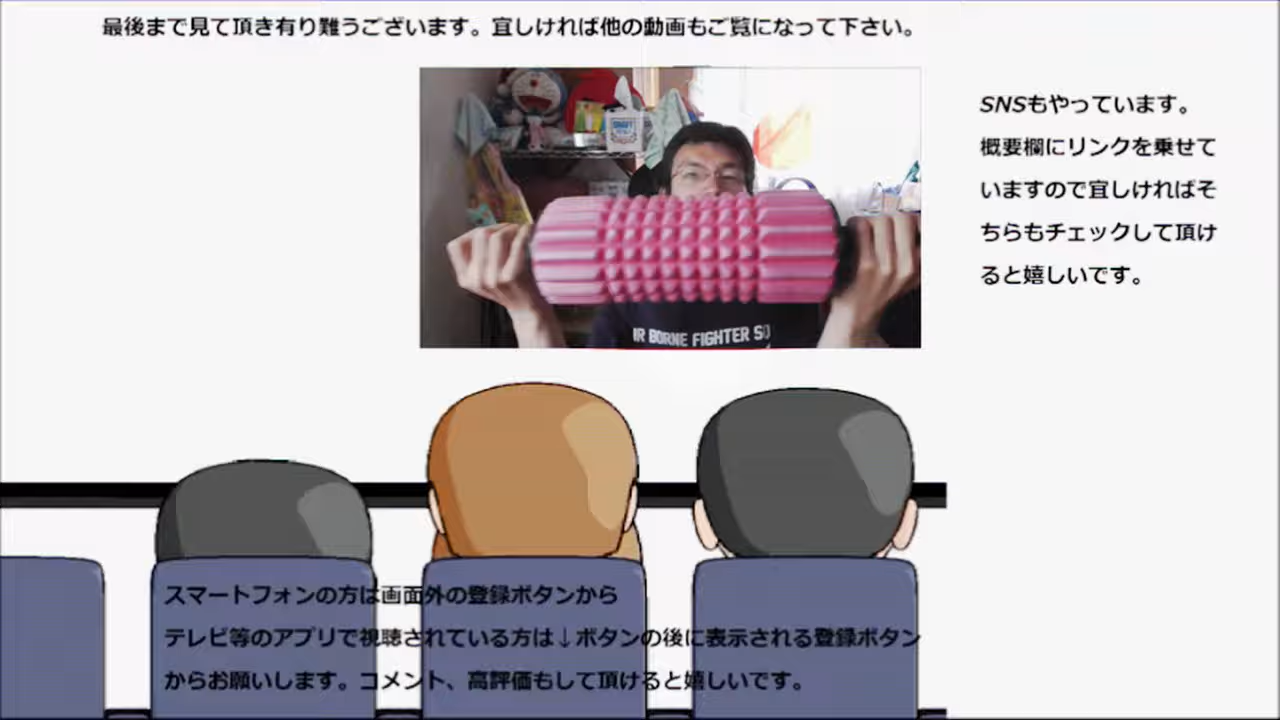 最後まで見て頂き有り難うございます。宜しければ他の動画もご覧になって下さい。
SNSもやっています。
概要欄にリンクを乗せて
いますので宜しければそ
ちらもチェックして頂け
ると嬉しいです。
IR BORNE FIGHTER SO
スマートフォンの方は画面外の登録ボタンから
テレビ等のアプリで視聴されている方は↓ボタンの後に表示される登録ボタン
からお願いします。コメント、高評価もして頂けると嬉しいです。